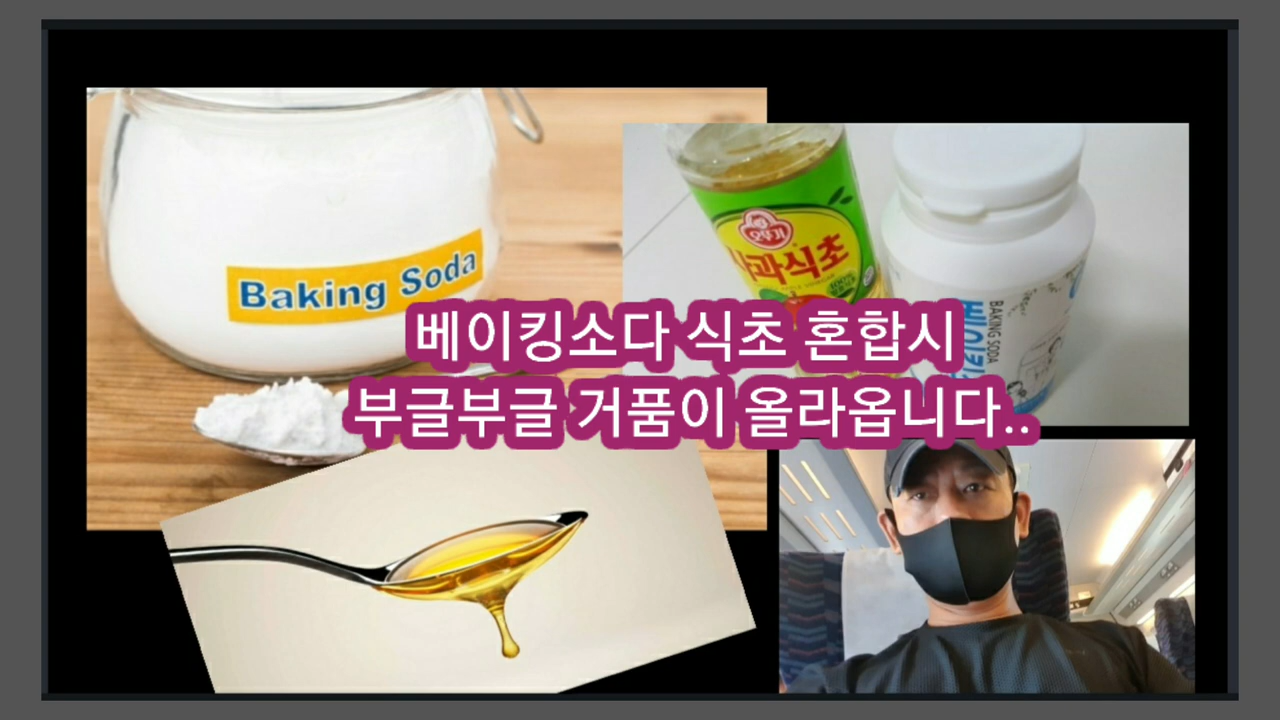 Baking Soda
오뚜기
사과식초
100%
BAKING SODA
베이킹소다 식초 혼합시
부글부글 거품이 올라옵니다..